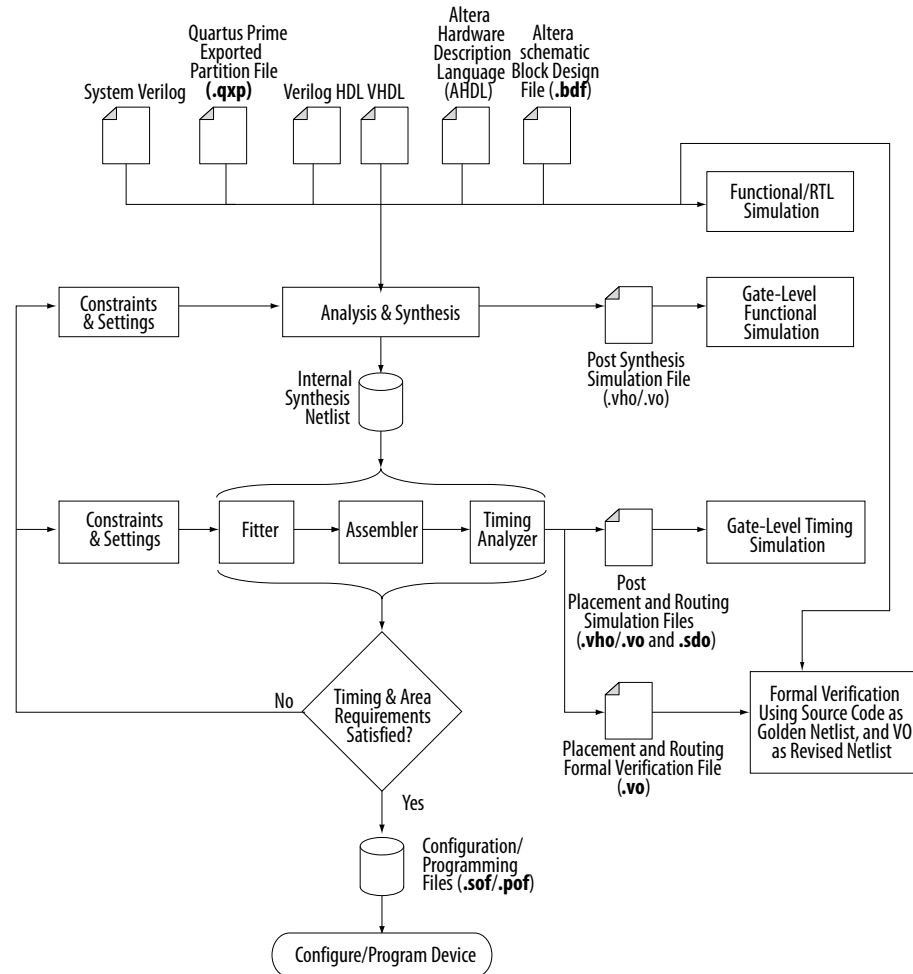 Quartus Prime
Exported
Partition File
(.qxp)
Altera
Hardware
Description
Language
(AHDL)
Altera
schematic
Block Design
File (.bdf)
System Verilog
Verilog HDL
VHDL
Functional/RTL
Simulation
Constraints
& Settings
Analysis & Synthesis
Gate-Level
Functional
Simulation
Post Synthesis
Simulation File
(.vho/.vo)
Internal
Synthesis
Netlist
Constraints
& Settings
Fitter
Assembler
Timing
Analyzer
Gate-Level Timing
Simulation
Post
Placement and Routing
Simulation Files
(.vho/.vo and .sdo)
No
Timing & Area
Requirements
Satisfied?
Formal Verification
Using Source Code as
Golden Netlist, and VO
as Revised Netlist
Placement and Routing
Formal Verification File
(.vo)
Yes
Configuration/
Programming
Files (.sof/.pof)
Configure/Program Device